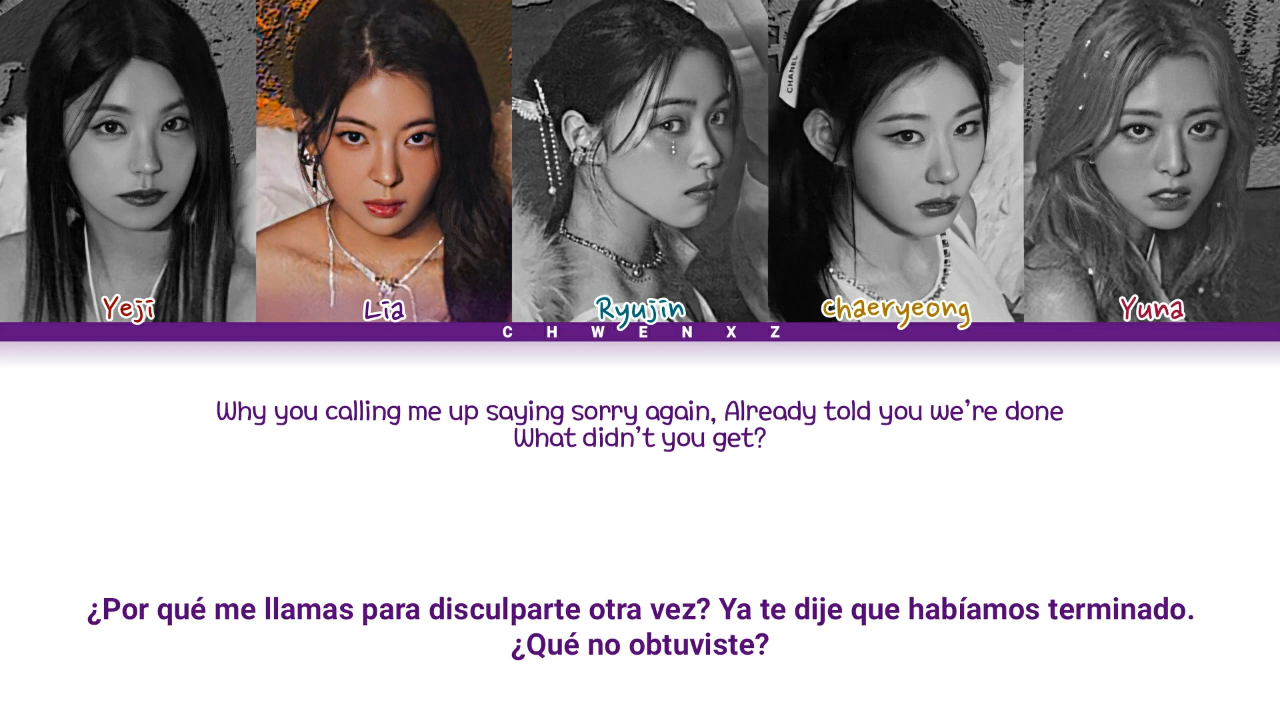 CHANEL
Yeji
Lia
Ryujin
chaeryeong
Yuna
CHWENXZ
Why you calling me up saying sorry again, Already told you we’re done
What didn’t you get?
¿Por qué me llamas para disculparte otra vez? Ya te dije que habíamos terminado.
¿Qué no obtuviste?